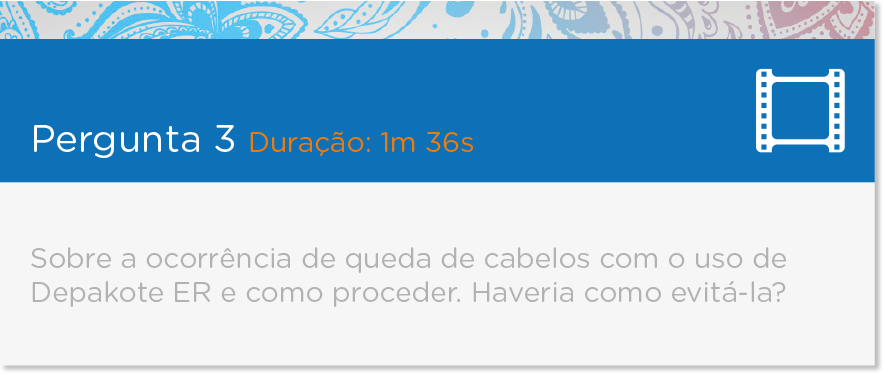 Pergunta 3 Duração: 1m 36s
Sobre a ocorrência de queda de cabelos com o uso de
Depakote ER e como proceder. Haveria como evitá-la?